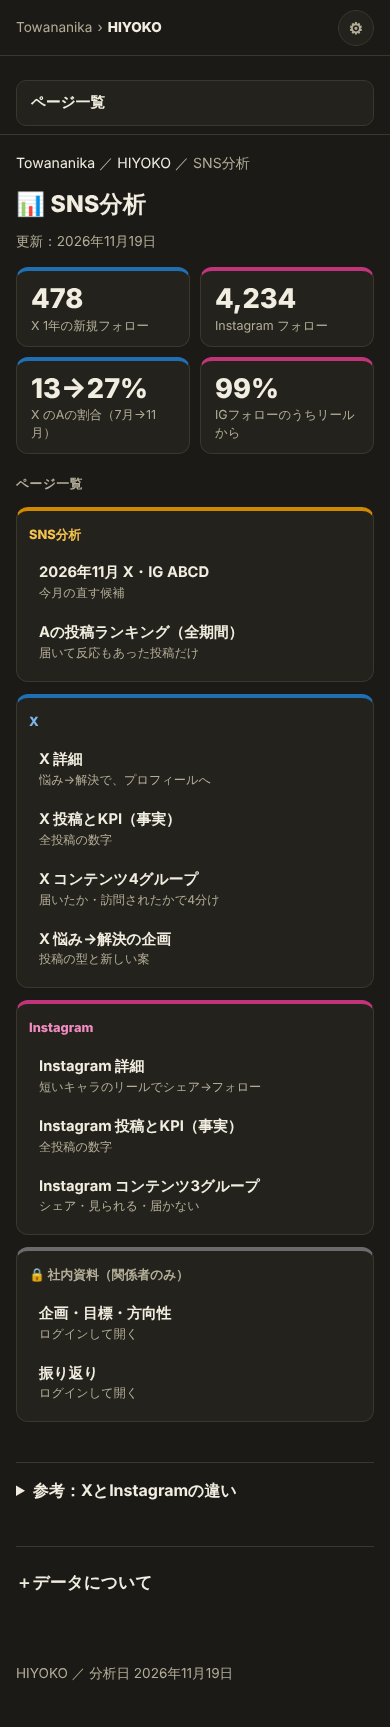 Towananika › HIYOKO
ページ一覧
Towananika ／ HIYOKO ／ SNS分析
📊 SNS分析
更新：2026年11月19日
478
X 1年の新規フォロー
4,234
Instagram フォロー
13→27%
X のAの割合（7月→11
月）
99%
IGフォローのうちリール
から
ページ一覧
SNS分析
2026年11月 X・IG ABCD
今月の直す候補
Aの投稿ランキング（全期間）
届いて反応もあった投稿だけ
X
X 詳細
悩み→解決で、プロフィールへ
X 投稿とKPI（事実）
全投稿の数字
X コンテンツ4グループ
届いたか・訪問されたかで4分け
X 悩み→解決の企画
投稿の型と新しい案
Instagram
Instagram 詳細
短いキャラのリールでシェア→フォロー
Instagram 投稿とKPI（事実）
全投稿の数字
Instagram コンテンツ3グループ
シェア・見られる・届かない
🔒 社内資料（関係者のみ）
企画・目標・方向性
ログインして開く
振り返り
ログインして開く
▶ 参考：XとInstagramの違い
＋データについて
HIYOKO ／ 分析日 2026年11月19日